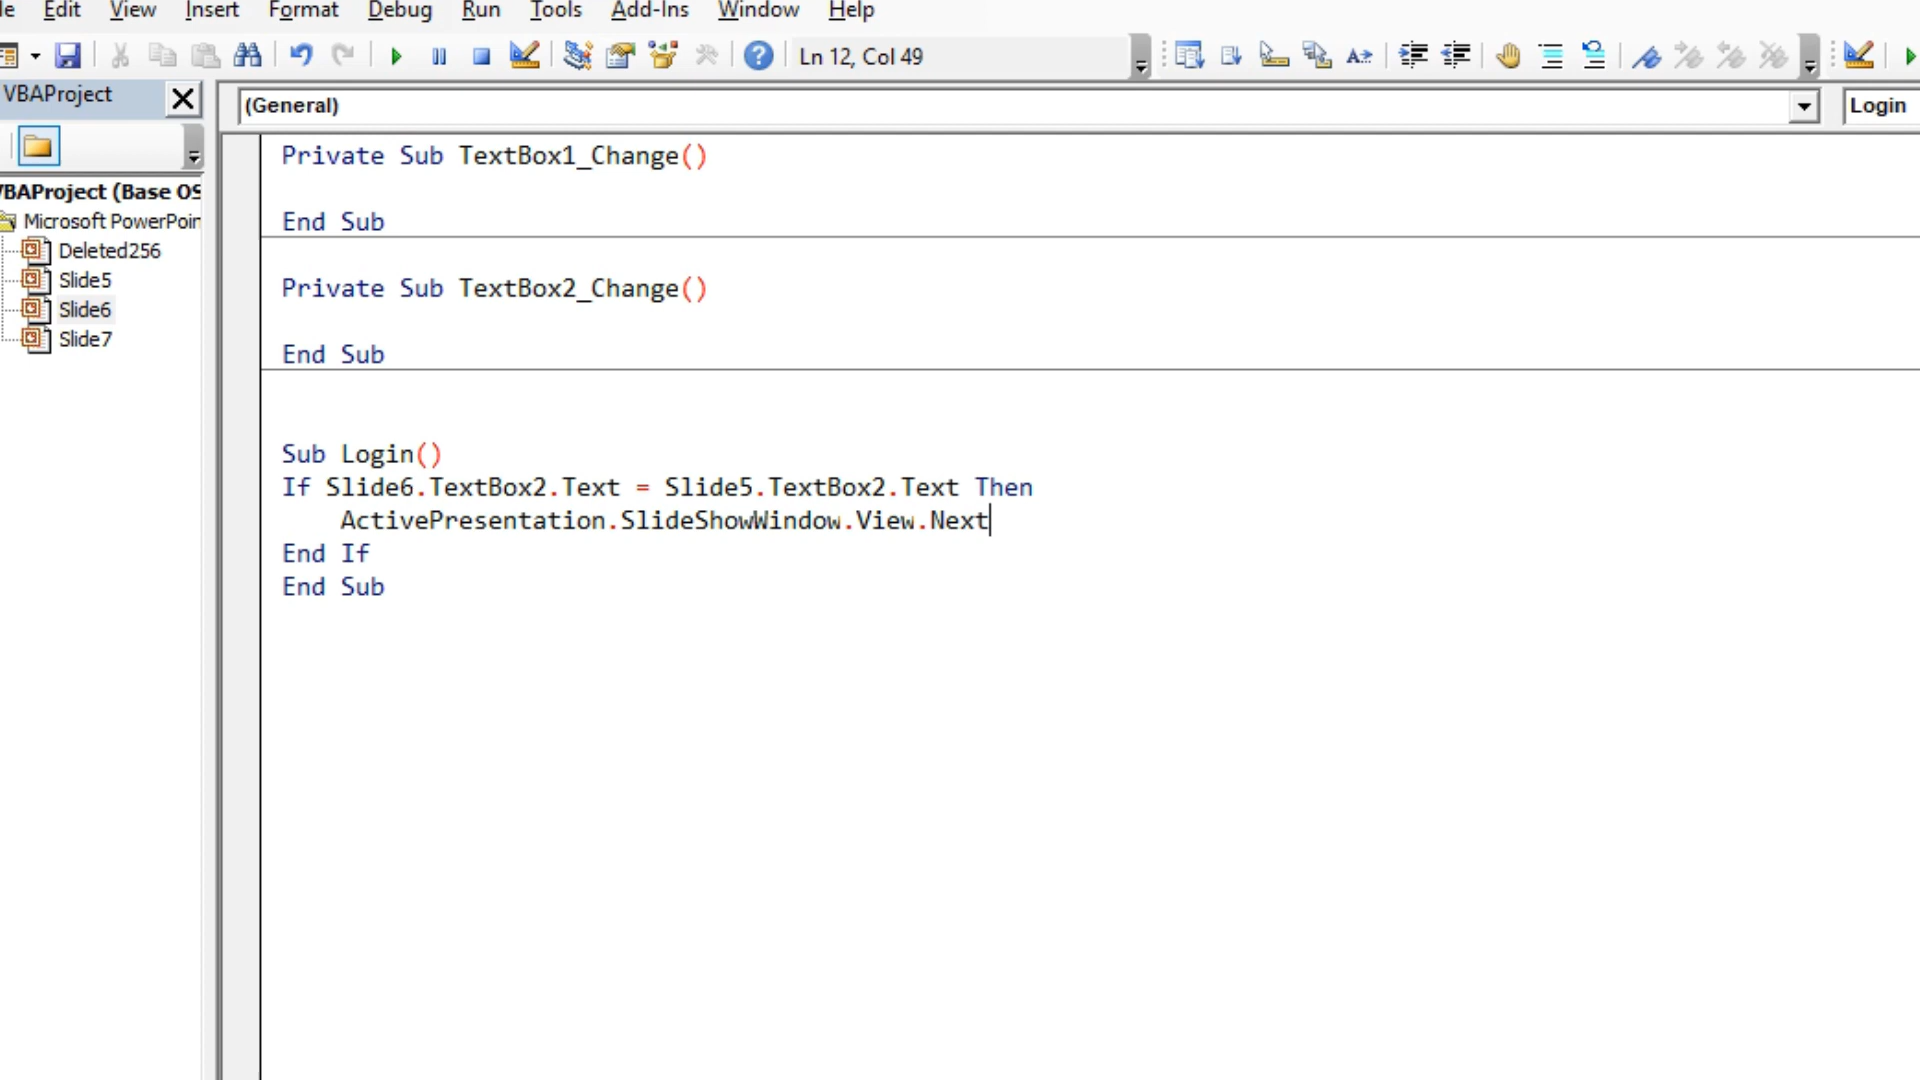 le Edit View Insert Format Debug Run Tools Add-Ins Window Help
Ln 12, Col 49
VBAProject
(General)
Login
VBAProject (Base OS
Microsoft PowerPoin
Deleted256
Slide5
Slide6
Slide7
Private Sub TextBox1_Change()
End Sub
Private Sub TextBox2_Change()
End Sub
Sub Login()
If Slide6.TextBox2.Text = Slide5.TextBox2.Text Then
ActivePresentation.SlideShowWindow.View.Next
End If
End Sub